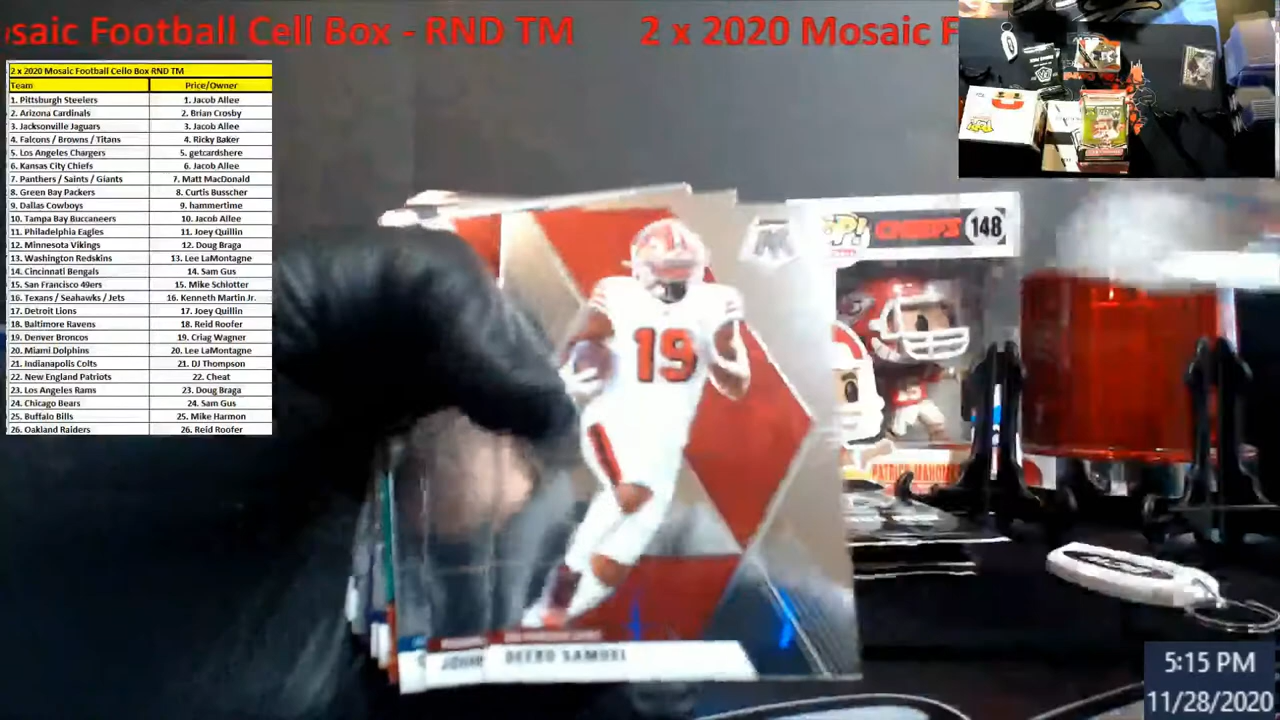 saic Football Cell Box - RND TM 2 x 2020 Mosaic F
2 x 2020 Mosaic Football Cello Box RND TM
Team Price/Owner
1. Pittsburgh Steelers 1. Jacob Allee
2. Arizona Cardinals 2. Brian Crosby
3. Jacksonville Jaguars 3. Jacob Allee
4. Falcons / Browns / Titans 4. Ricky Baker
5. Los Angeles Chargers 5. getcardshere
6. Kansas City Chiefs 6. Jacob Allee
7. Panthers / Saints / Giants 7. Matt MacDonald
8. Green Bay Packers 8. Curtis Busscher
9. Dallas Cowboys 9. hammertime
10. Tampa Bay Buccaneers 10. Jacob Allee
11. Philadelphia Eagles 11. Joey Quillin
12. Minnesota Vikings 12. Doug Braga
13. Washington Redskins 13. Lee LaMontagne
14. Cincinnati Bengals 14. Sam Gus
15. San Francisco 49ers 15. Mike Schlotter
16. Texans / Seahawks / Jets 16. Kenneth Martin Jr.
17. Detroit Lions 17. Joey Quillin
18. Baltimore Ravens 18. Reid Roofer
19. Denver Broncos 19. Criag Wagner
20. Miami Dolphins 20. Lee LaMontagne
21. Indianapolis Colts 21. DJ Thompson
22. New England Patriots 22. Cheat
23. Los Angeles Rams 23. Doug Braga
24. Chicago Bears 24. Sam Gus
25. Buffalo Bills 25. Mike Harmon
26. Oakland Raiders 26. Reid Roofer
POP! CHIEFS 148
19
PATRICK MAHOMES
JOHN
DEEBO SAMUEL
5:15 PM
11/28/2020